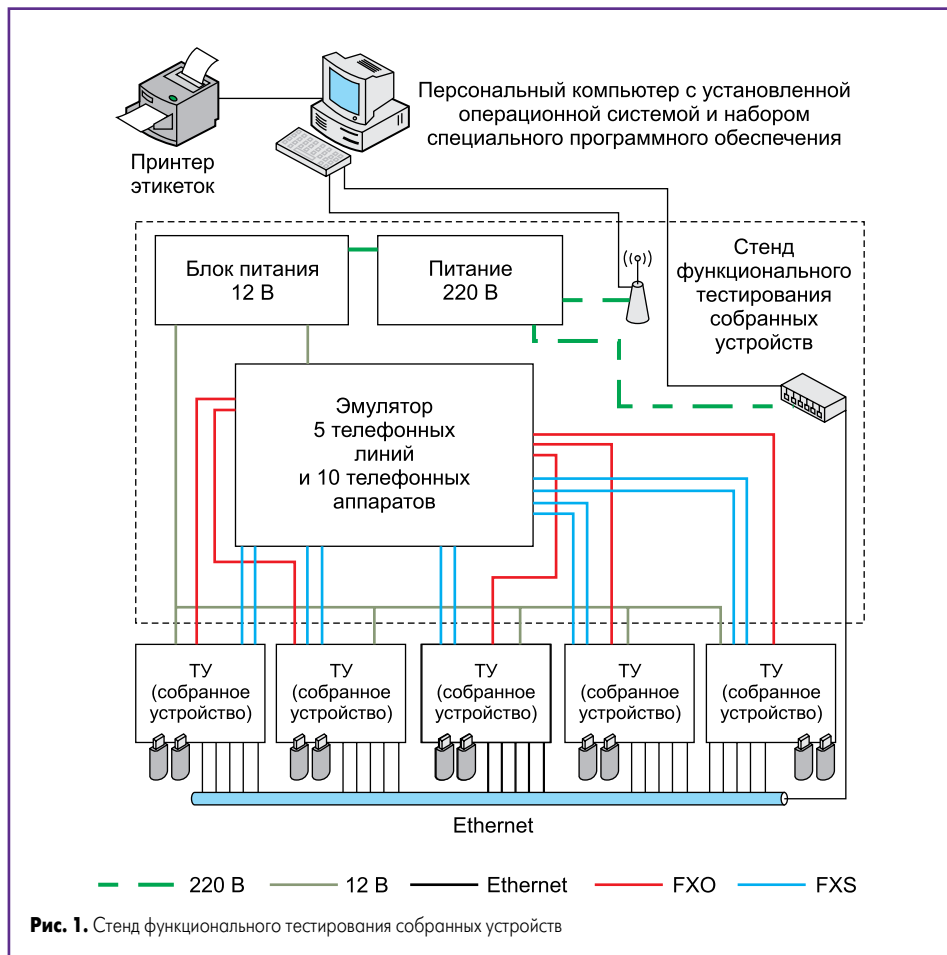 Персональный компьютер с установленной
операционной системой и набором
специального программного обеспечения
Принтер
этикеток
Блок питания
12 В
Питание
220 В
Стенд
функционального
тестирования
собранных
устройств
Эмулятор
5 телефонных
линий
и 10 телефонных
аппаратов
ТУ
(собранное
устройство)
ТУ
(собранное
устройство)
ТУ
(собранное
устройство)
ТУ
(собранное
устройство)
ТУ
(собранное
устройство)
Ethernet
220 В
12 В
Ethernet
FXO
FXS
Рис. 1. Стенд функционального тестирования собранных устройств